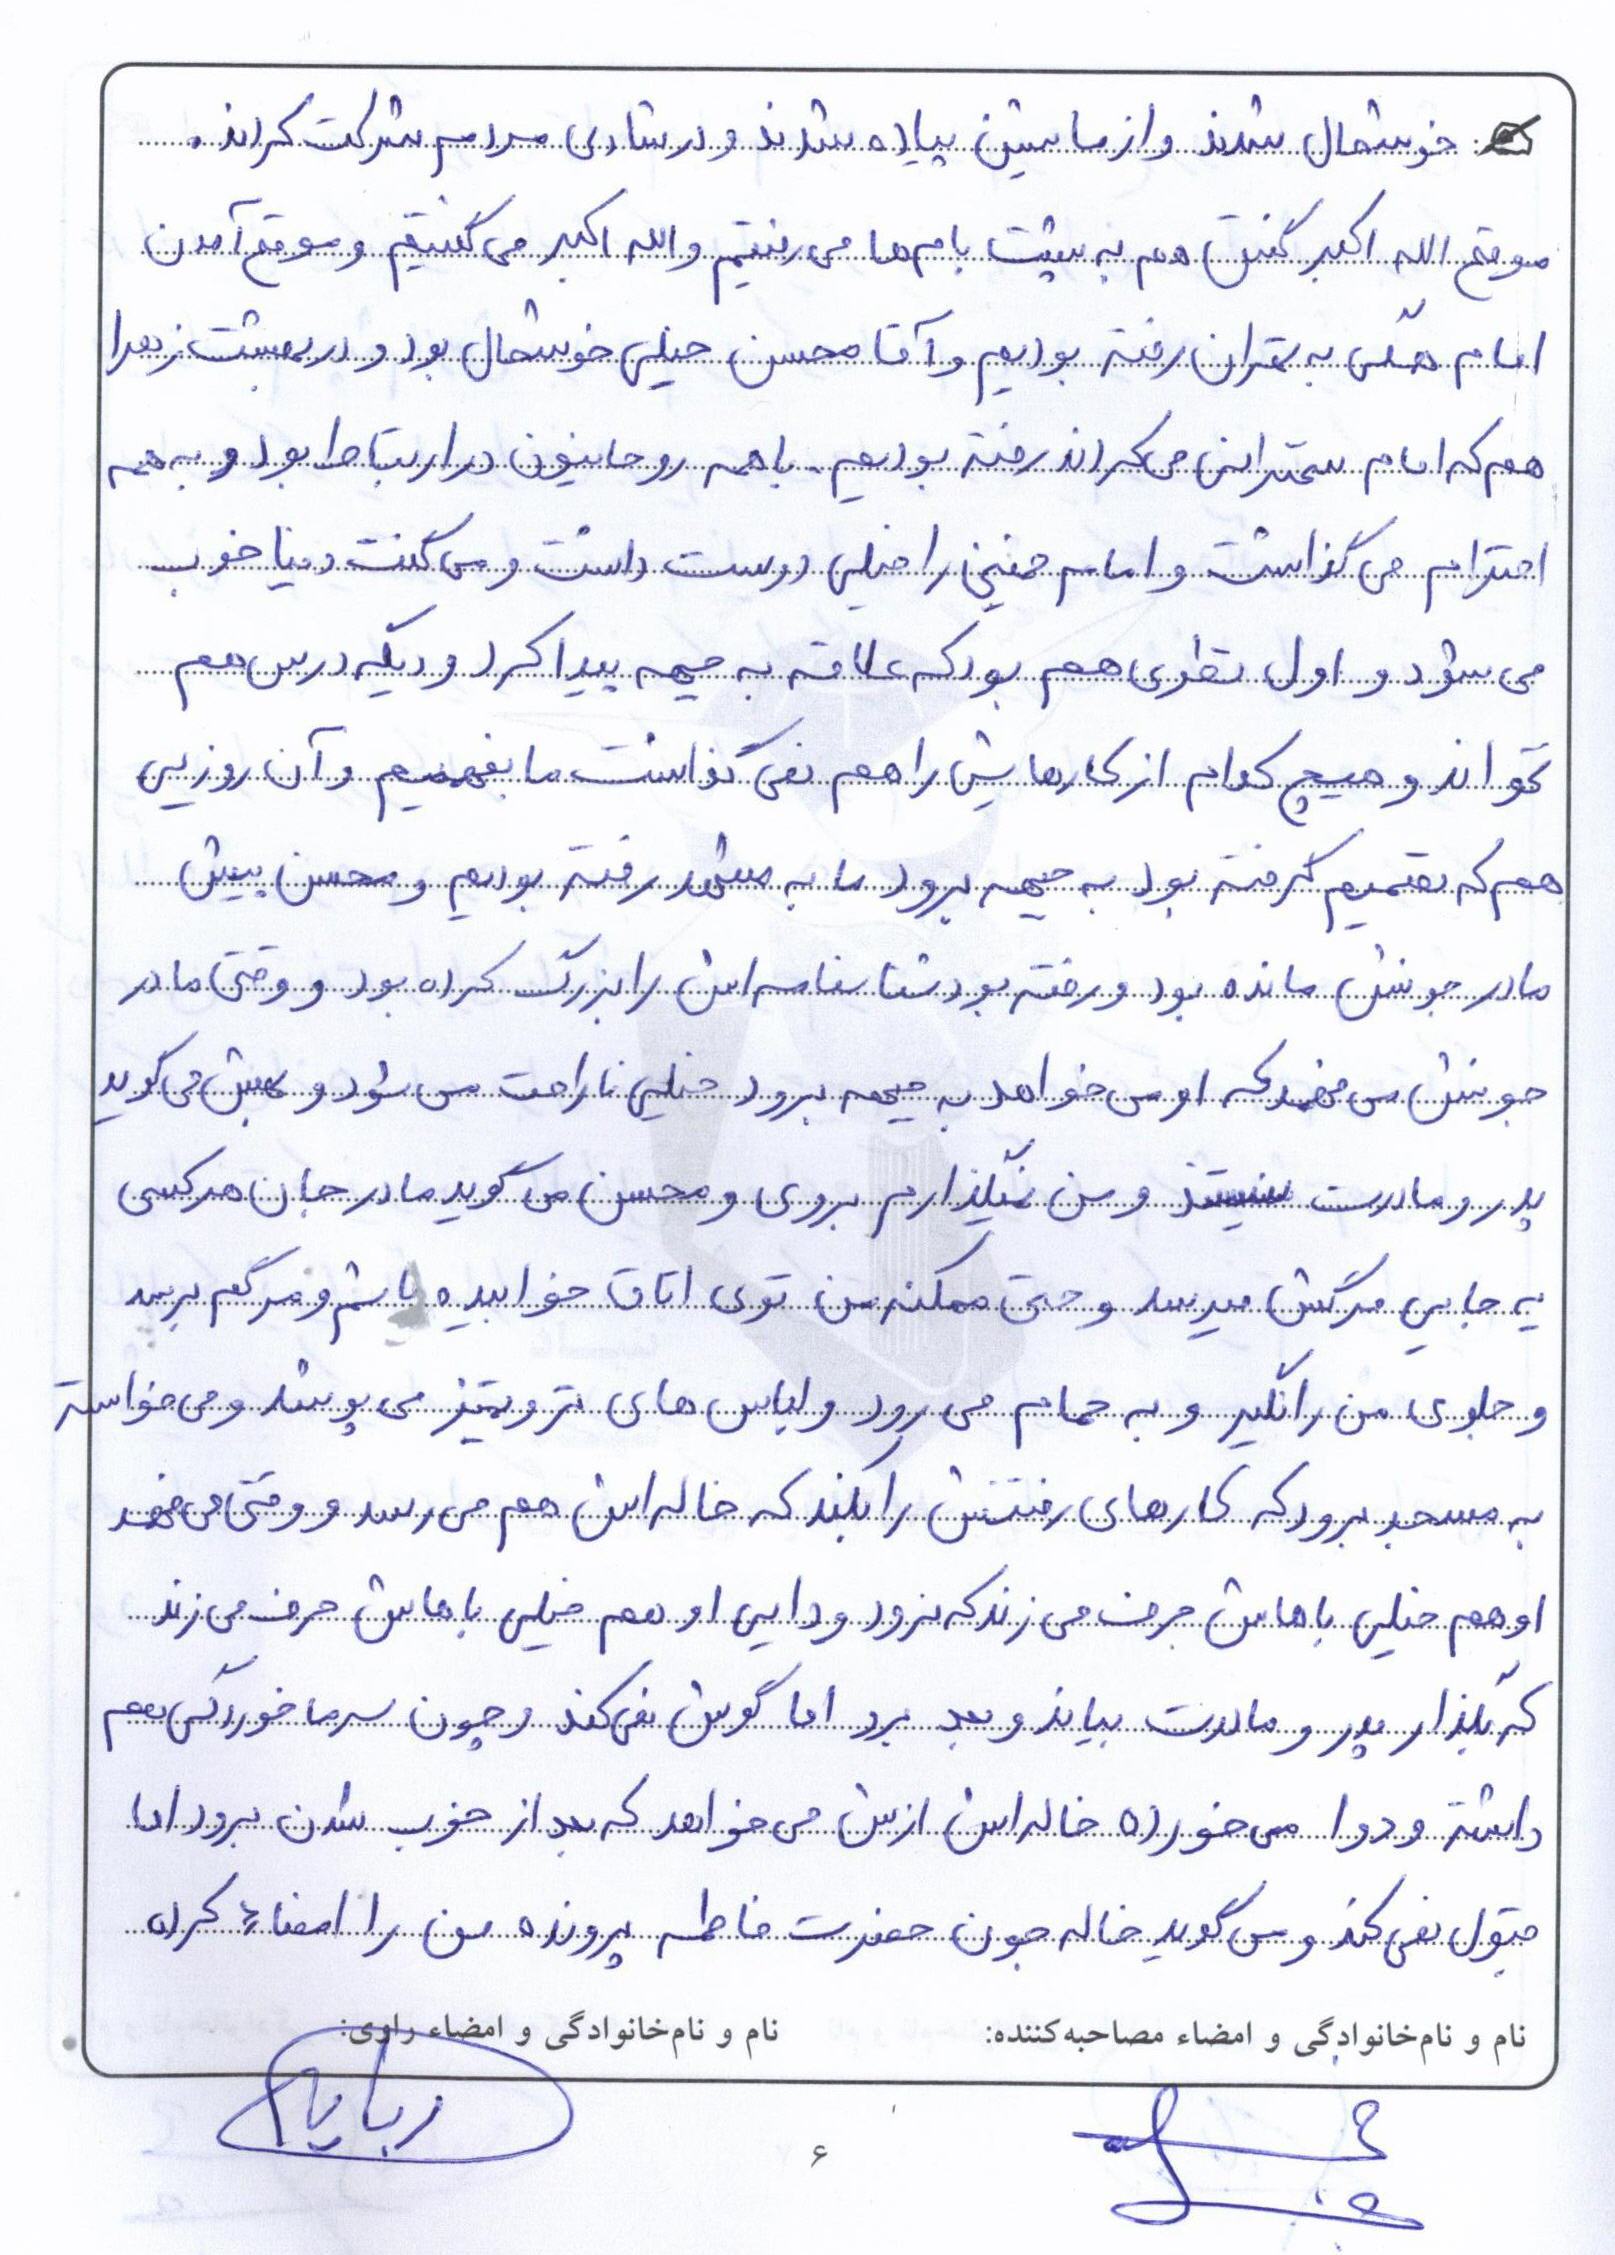 خوشحال شدند و از ماشین پیاده شدند و در شادی مردم شرکت کردند.
موقع الله اکبر گفتن هم به پشت بام‌ها می‌رفتیم و الله اکبر می‌گفتیم و موقع آمدن
امام همگی به تهران رفته بودیم و آقا محسن خیلی خوشحال بود و در بهشت زهرا
هم که امام سخنرانی می‌کردند رفته بودیم. با همه روحانیون در ارتباط بود و به همه
احترام می‌گذاشت و امام خمینی را خیلی دوست داشت و می‌گفت دنیا خوب
می‌شود و اول نظری هم بود که علاقه به جبهه پیدا کرد و دیگه درس هم
نخواند و هیچ کدام از کارهایش را هم نمی‌گذاشت ما بفهمیم و آن روزیی
هم که تصمیم گرفته بود به جبهه برود ما به مشهد رفته بودیم و محسن پیش
مادر جونش مانده بود و رفته بود شناسنامه‌اش را بزرگ کرده بود و وقتی مادر
جونش می‌فهمد که او می‌خواهد به جبهه برود خیلی ناراحت می‌شود و بهش می‌گوید
پدر و مادرت نیستند و من نمیگذارم بروی و محسن می‌گوید مادر جان هر کسی
یه جایی مرگش میرسد و حتی ممکنه من توی اتاق خوابیده باشم و مرگم برسد
و جلوی من را نگیر و به حمام می‌رود و لباس‌های تر و تمیز می‌پوشد و می‌خواسته
به مسجد برود که کارهای رفتنش را بکند که خاله‌اش هم می‌رسد و وقتی می‌فهمد
او هم خیلی باهاش حرف می‌زند که نرود و دایی او هم خیلی باهاش حرف می‌زند
که بگذار پدر و مادرت بیایند و بعد برو اما گوش نمی‌کند و چون سرماخوردگی هم
داشته و دوا می‌خورده خاله‌اش ازش می‌خواهد که بعد از خوب شدن برود اما
قبول نمی‌کند و می‌گوید خاله جون حضرت فاطمه پرونده من را امضاء کرده
نام و نام‌خانوادگی و امضاء مصاحبه‌کننده: نام و نام‌خانوادگی و امضاء راوی:
۶